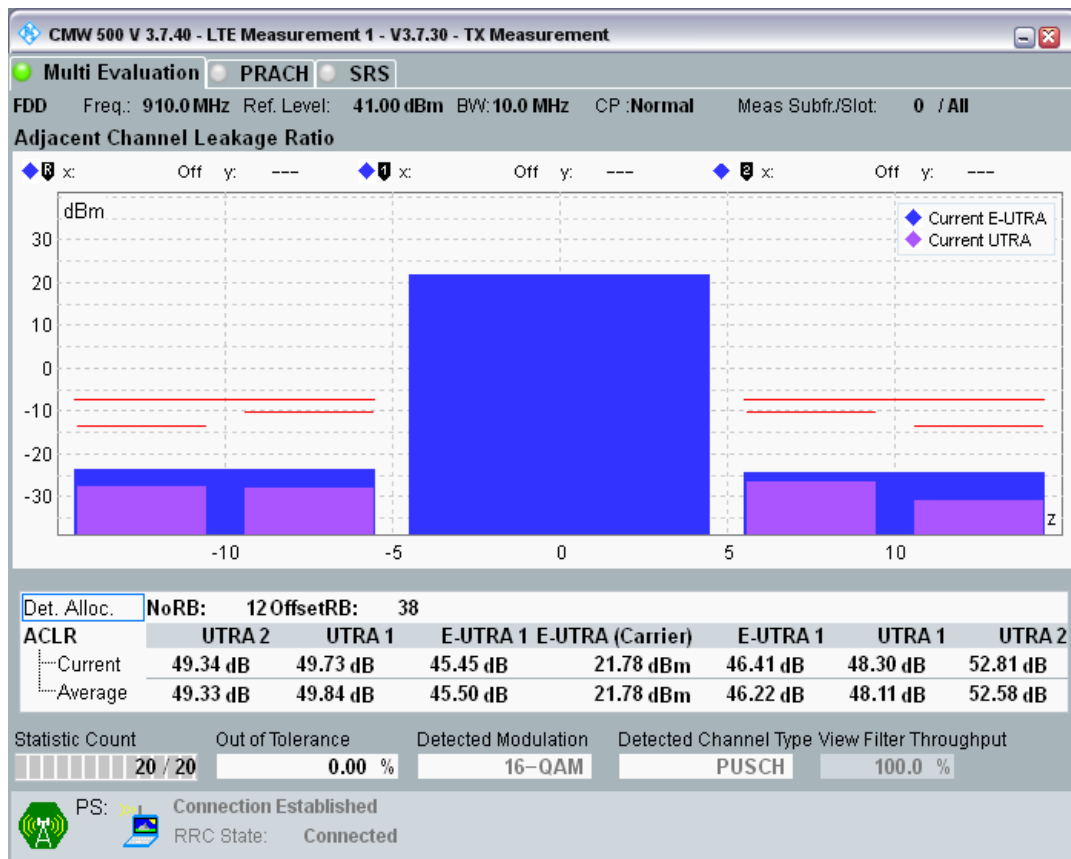 CMW 500 V 3.7.40 - LTE Measurement 1 - V3.7.30 - TX Measurement
Multi Evaluation PRACH SRS
FDD Freq.: 910.0 MHz Ref. Level: 41.00 dBm BW: 10.0 MHz CP :Normal Meas Subfr./Slot: 0 / All
Adjacent Channel Leakage Ratio
R x: Off y: --- 1 x: Off y: --- 2 x: Off y: ---
dBm
Current E-UTRA
Current UTRA
30
20
10
0
-10
-20
-30
z
-10 -5 0 5 10
Det. Alloc. NoRB: 12 OffsetRB: 38
ACLR UTRA 2 UTRA 1 E-UTRA 1 E-UTRA (Carrier) E-UTRA 1 UTRA 1 UTRA 2
Current 49.34 dB 49.73 dB 45.45 dB 21.78 dBm 46.41 dB 48.30 dB 52.81 dB
Average 49.33 dB 49.84 dB 45.50 dB 21.78 dBm 46.22 dB 48.11 dB 52.58 dB
Statistic Count Out of Tolerance Detected Modulation Detected Channel Type View Filter Throughput
20 / 20 0.00 % 16-QAM PUSCH 100.0 %
PS: Connection Established
RRC State: Connected